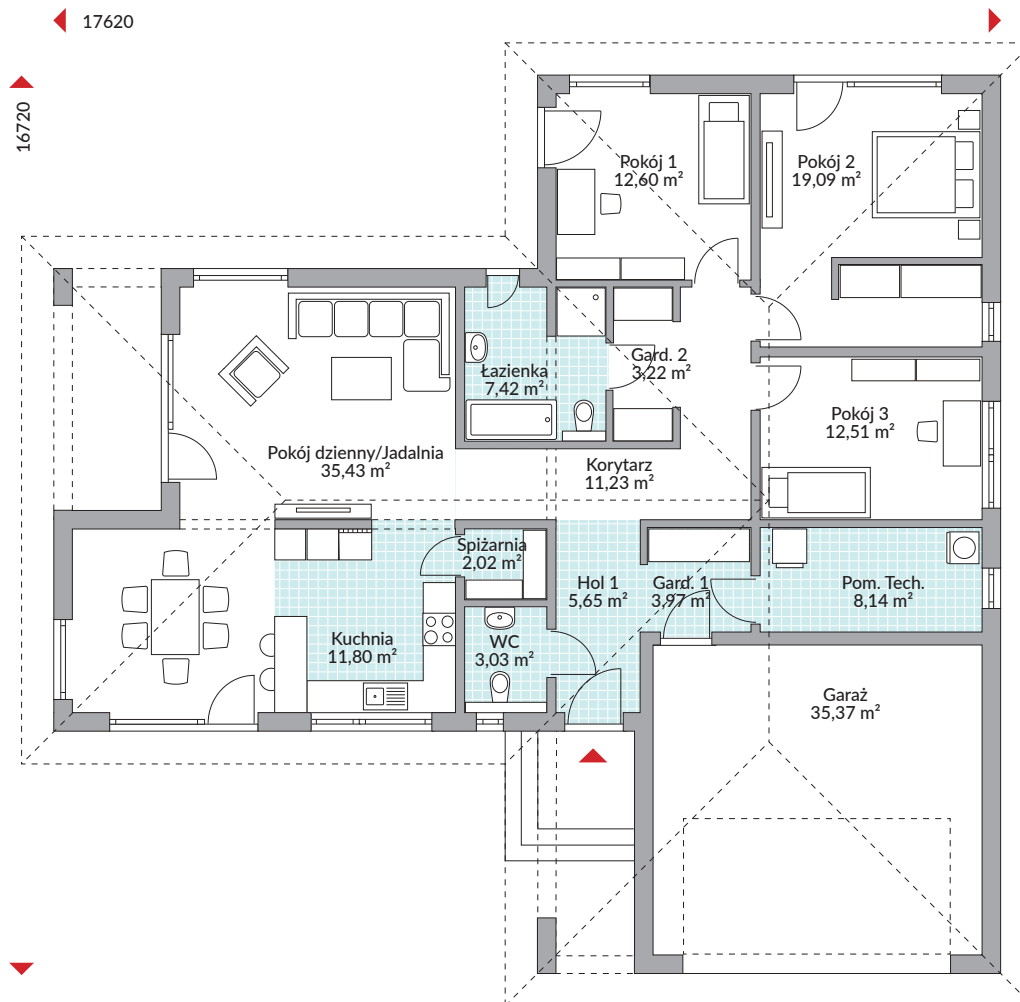 17620
16720
Pokój 1
12,60 m²
Pokój 2
19,09 m²
Łazienka
7,42 m²
Gard. 2
3,22 m²
Pokój 3
12,51 m²
Pokój dzienny/Jadalnia
35,43 m²
Korytarz
11,23 m²
Spiżarnia
2,02 m²
Hol 1
5,65 m²
Gard. 1
3,97 m²
Pom. Tech.
8,14 m²
Kuchnia
11,80 m²
WC
3,03 m²
Garaż
35,37 m²